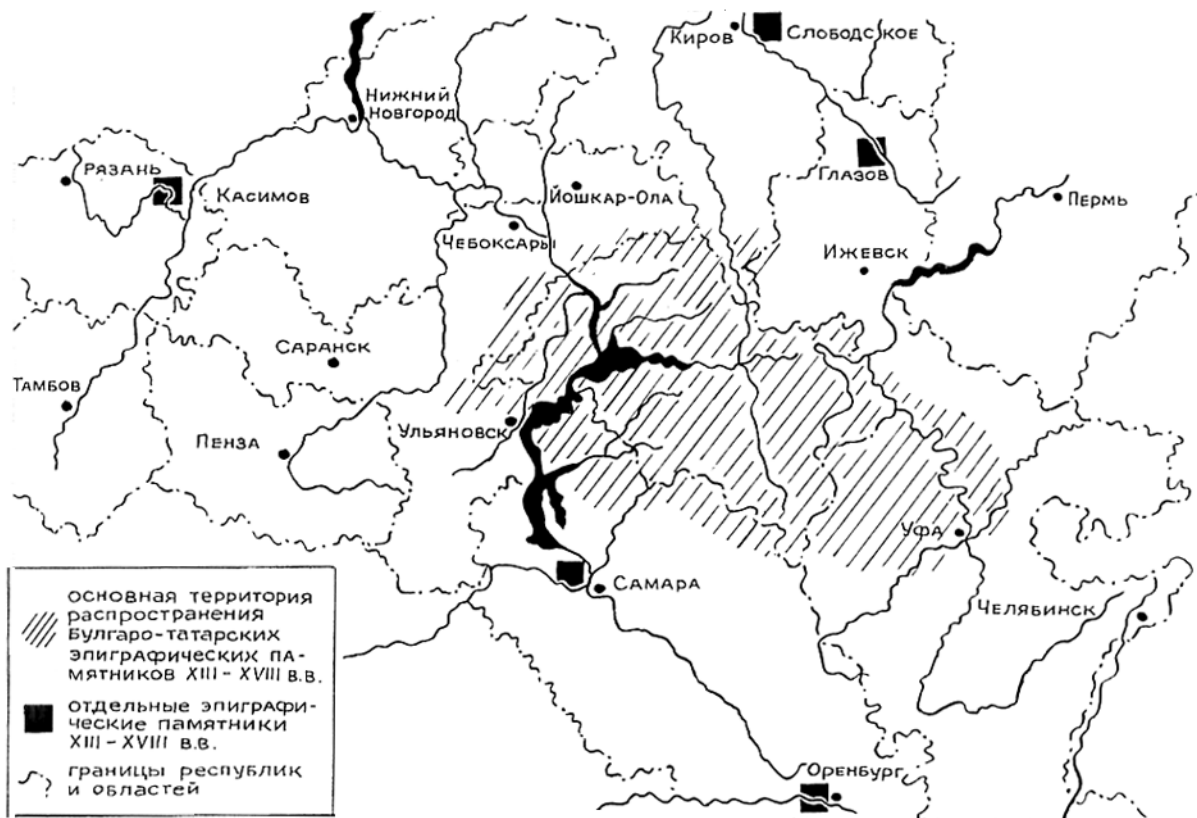 Киров
Слободское
Нижний
Новгород
Рязань
Касимов
Йошкар-Ола
Глазов
Пермь
Чебоксары
Ижевск
Саранск
Тамбов
Пенза
Ульяновск
Уфа
Самара
Челябинск
Оренбург
основная территория
распространения
Булгаро-татарских
эпиграфических па-
мятников XIII - XVIII в.в.
отдельные эпиграфи-
ческие памятники
XIII - XVIII в.в.
границы республик
и областей